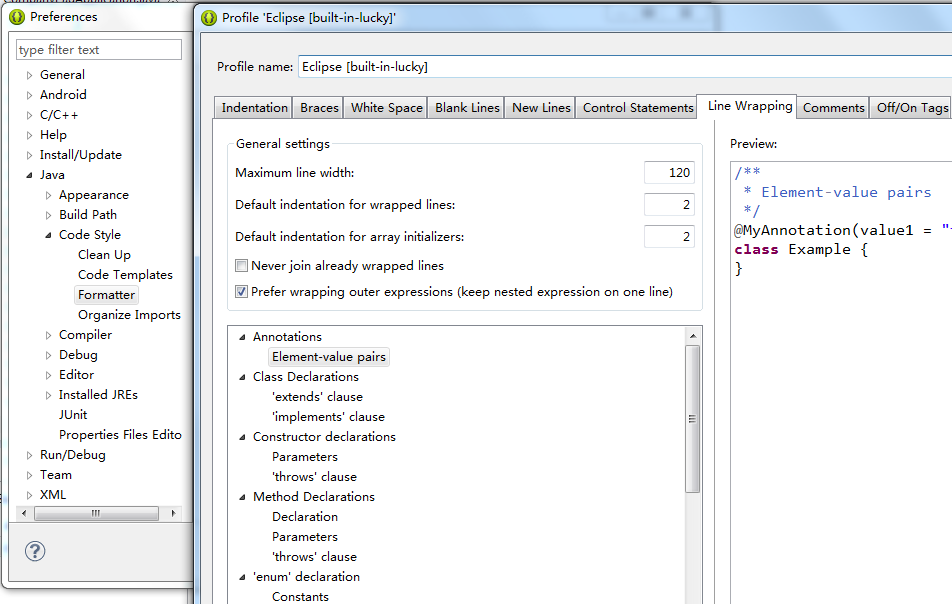 Preferences
type filter text
General
Android
C/C++
Help
Install/Update
Java
Appearance
Build Path
Code Style
Clean Up
Code Templates
Formatter
Organize Imports
Compiler
Debug
Editor
Installed JREs
JUnit
Properties Files Edito
Run/Debug
Team
XML
Profile 'Eclipse [built-in-lucky]'
Profile name: Eclipse [built-in-lucky]
Indentation Braces White Space Blank Lines New Lines Control Statements Line Wrapping Comments Off/On Tags
General settings
Maximum line width: 120
Default indentation for wrapped lines: 2
Default indentation for array initializers: 2
Never join already wrapped lines
Prefer wrapping outer expressions (keep nested expression on one line)
Annotations
Element-value pairs
Class Declarations
'extends' clause
'implements' clause
Constructor declarations
Parameters
'throws' clause
Method Declarations
Declaration
Parameters
'throws' clause
'enum' declaration
Constants
Preview:
/**
* Element-value pairs
*/
@MyAnnotation(value1 = "
class Example {
}